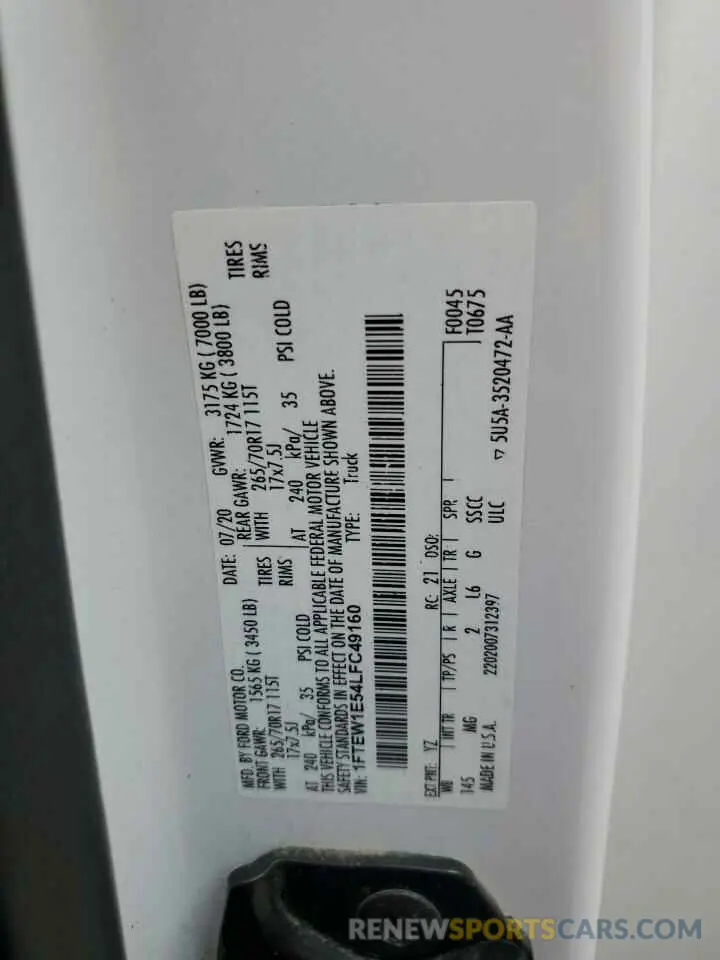 MFD. BY FORD MOTOR CO.
DATE: 07/20 GVWR: 3175 KG ( 7000 LB)
FRONT GAWR: 1565 KG ( 3450 LB) REAR GAWR: 1724 KG ( 3800 LB)
WITH 265/70R17 115T TIRES WITH 265/70R17 115T TIRES
17x7.5J RIMS 17x7.5J RIMS
AT 240 kPa/ 35 PSI COLD AT 240 kPa/ 35 PSI COLD
THIS VEHICLE CONFORMS TO ALL APPLICABLE FEDERAL MOTOR VEHICLE
SAFETY STANDARDS IN EFFECT ON THE DATE OF MANUFACTURE SHOWN ABOVE.
VIN: 1FTEW1E54LFC49160 TYPE: Truck
EXT PNT: YZ RC: 21 DSO: F0045
WB INT TR TP/PS R AXLE TR SPR T0675
145 MG 2 L6 G SSCC
MADE IN U.S.A. 2202007312397 ULC ▽ 5U5A-3520472-AA
RENEWSPORTSCARS.COM